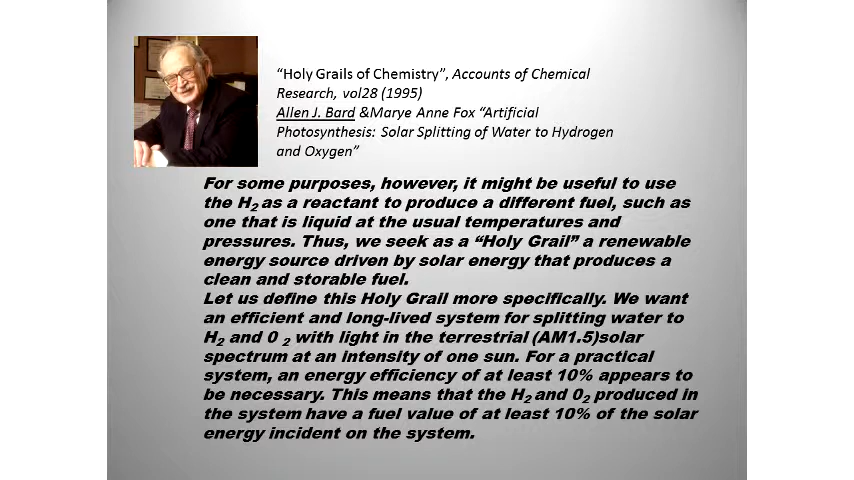 “Holy Grails of Chemistry”, Accounts of Chemical
Research, vol28 (1995)
Allen J. Bard &Marye Anne Fox “Artificial
Photosynthesis: Solar Splitting of Water to Hydrogen
and Oxygen”
For some purposes, however, it might be useful to use
the H2 as a reactant to produce a different fuel, such as
one that is liquid at the usual temperatures and
pressures. Thus, we seek as a “Holy Grail” a renewable
energy source driven by solar energy that produces a
clean and storable fuel.
Let us define this Holy Grail more specifically. We want
an efficient and long-lived system for splitting water to
H2 and 0 2 with light in the terrestrial (AM1.5)solar
spectrum at an intensity of one sun. For a practical
system, an energy efficiency of at least 10% appears to
be necessary. This means that the H2 and 02 produced in
the system have a fuel value of at least 10% of the solar
energy incident on the system.